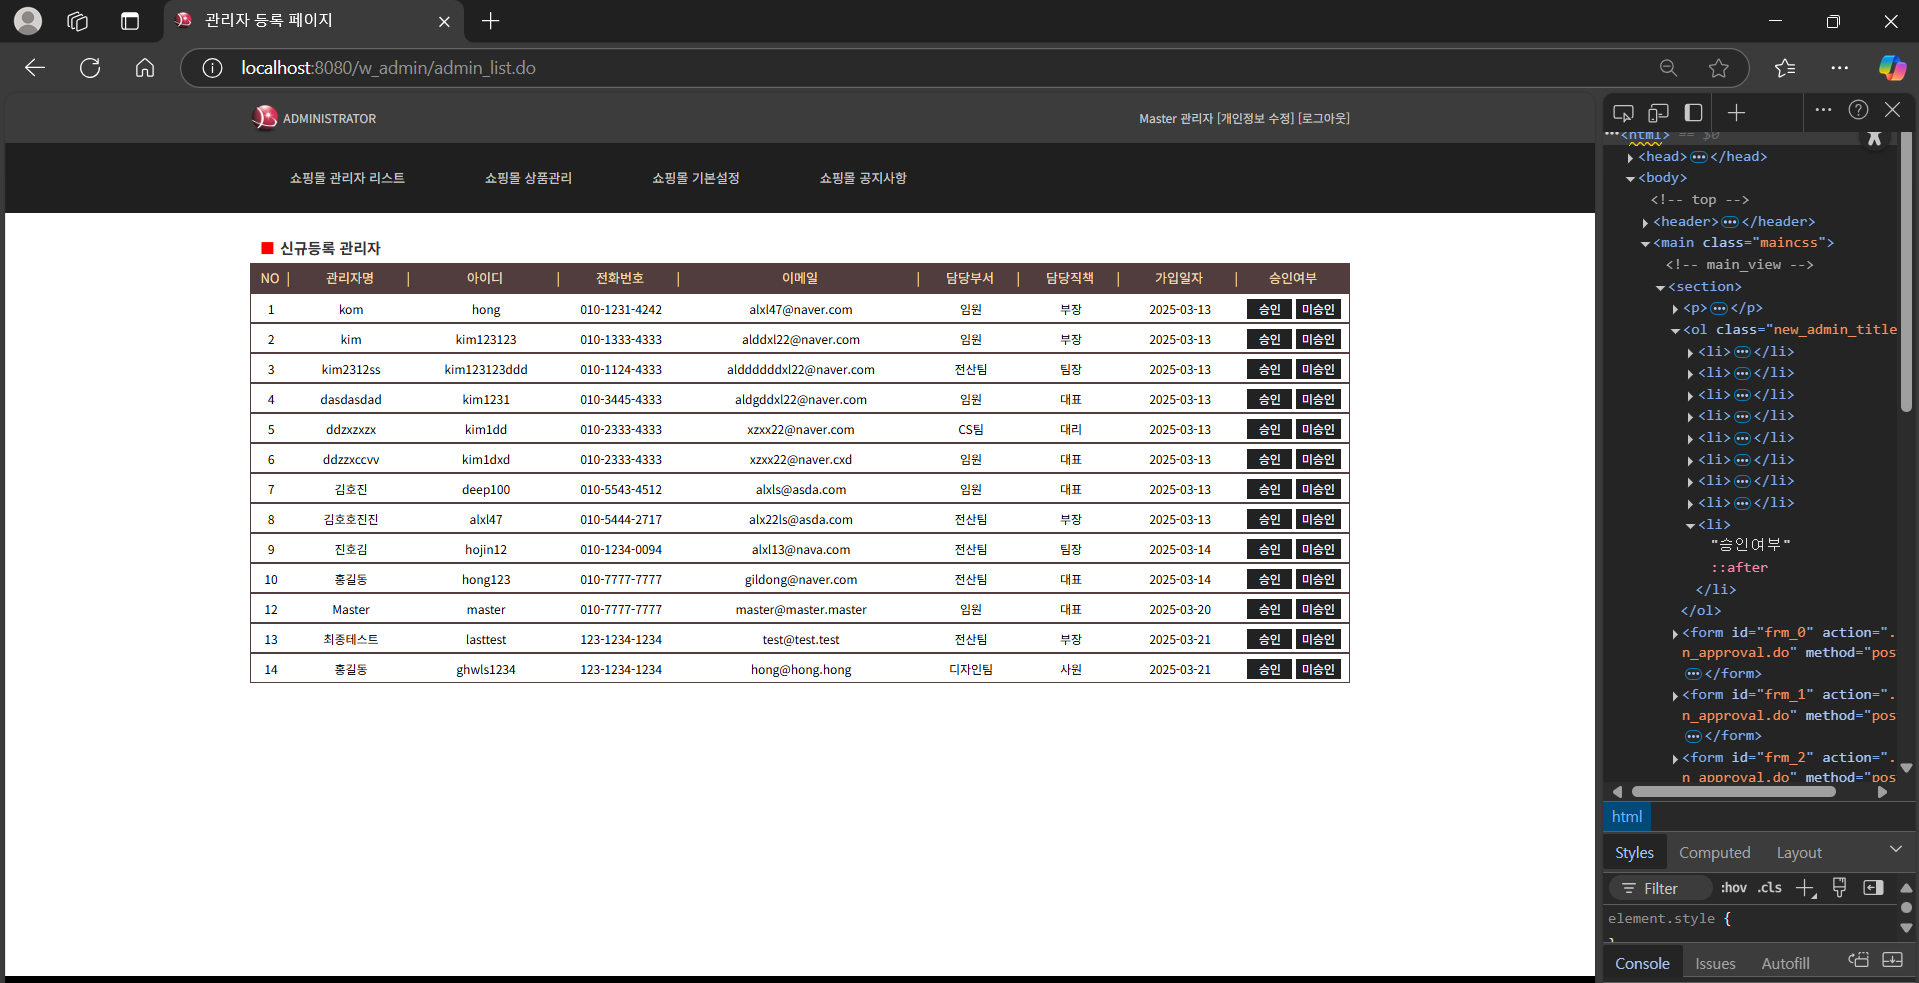 관리자 등록 페이지
localhost:8080/w_admin/admin_list.do
ADMINISTRATOR
Master 관리자 [개인정보 수정] [로그아웃]
쇼핑몰 관리자 리스트 쇼핑몰 상품관리 쇼핑몰 기본설정 쇼핑몰 공지사항
신규등록 관리자
NO | 관리자명 | 아이디 | 전화번호 | 이메일 | 담당부서 | 담당직책 | 가입일자 | 승인여부
1 kom hong 010-1231-4242 alxl47@naver.com 임원 부장 2025-03-13 승인 미승인
2 kim kim123123 010-1333-4333 alddxl22@naver.com 임원 부장 2025-03-13 승인 미승인
3 kim2312ss kim123123ddd 010-1124-4333 alddddddxl22@naver.com 전산팀 팀장 2025-03-13 승인 미승인
4 dasdasdad kim1231 010-3445-4333 aldgddxl22@naver.com 임원 대표 2025-03-13 승인 미승인
5 ddzxzxzx kim1dd 010-2333-4333 xzxx22@naver.com CS팀 대리 2025-03-13 승인 미승인
6 ddzzxccvv kim1dxd 010-2333-4333 xzxx22@naver.cxd 임원 대표 2025-03-13 승인 미승인
7 김호진 deep100 010-5543-4512 alxls@asda.com 임원 대표 2025-03-13 승인 미승인
8 김호호진진 alxl47 010-5444-2717 alx22ls@asda.com 전산팀 부장 2025-03-13 승인 미승인
9 진호김 hojin12 010-1234-0094 alxl13@nava.com 전산팀 팀장 2025-03-14 승인 미승인
10 홍길동 hong123 010-7777-7777 gildong@naver.com 전산팀 대표 2025-03-14 승인 미승인
12 Master master 010-7777-7777 master@master.master 임원 대표 2025-03-20 승인 미승인
13 최종테스트 lasttest 123-1234-1234 test@test.test 전산팀 부장 2025-03-21 승인 미승인
14 홍길동 ghwls1234 123-1234-1234 hong@hong.hong 디자인팀 사원 2025-03-21 승인 미승인
<html> == $0
<head>•••</head>
<body>
<!-- top -->
<header>•••</header>
<main class="maincss">
<!-- main_view -->
<section>
<p>•••</p>
<ol class="new_admin_title
<li>•••</li>
<li>•••</li>
<li>•••</li>
<li>•••</li>
<li>•••</li>
<li>•••</li>
<li>•••</li>
<li>•••</li>
<li>
"승인여부"
::after
</li>
</ol>
<form id="frm_0" action=".
n_approval.do" method="pos
•••</form>
<form id="frm_1" action=".
n_approval.do" method="pos
•••</form>
<form id="frm_2" action=".
n_approval.do" method="pos
html
Styles Computed Layout
Filter :hov .cls
element.style {
}
Console Issues Autofill